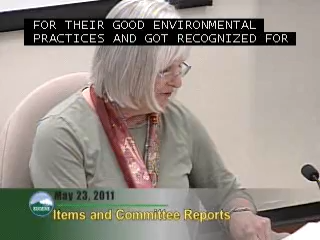 FOR THEIR GOOD ENVIRONMENTAL
PRACTICES AND GOT RECOGNIZED FOR
May 23, 2011
Items and Committee Reports